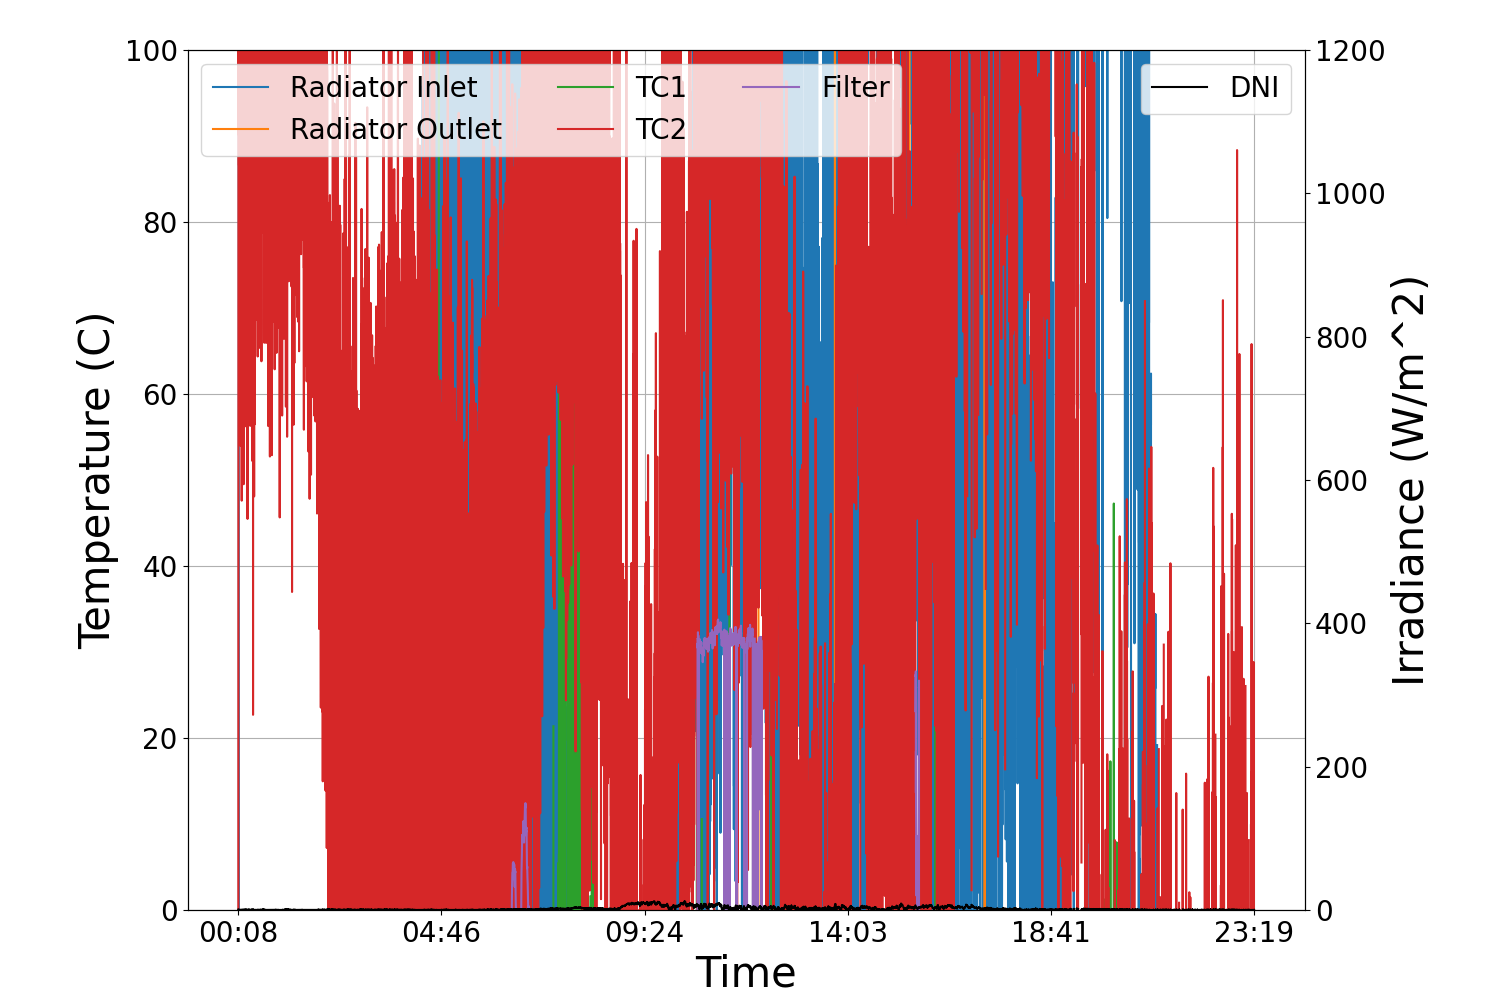 100
80
60
40
20
0
Temperature (C)
Radiator Inlet
Radiator Outlet
TC1
TC2
Filter
DNI
1200
1000
800
600
400
200
0
Irradiance (W/m^2)
00:08 04:46 09:24 14:03 18:41 23:19
Time